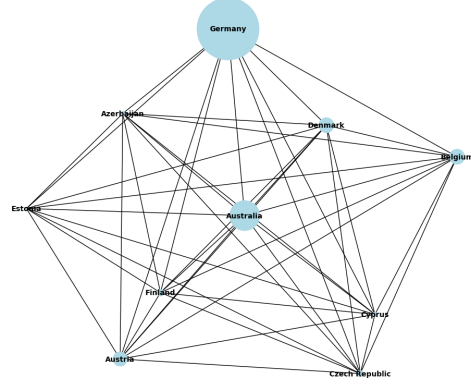 Germany
Azerbaijan
Denmark
Belgium
Estonia
Australia
Finland
Cyprus
Austria
Czech Republic